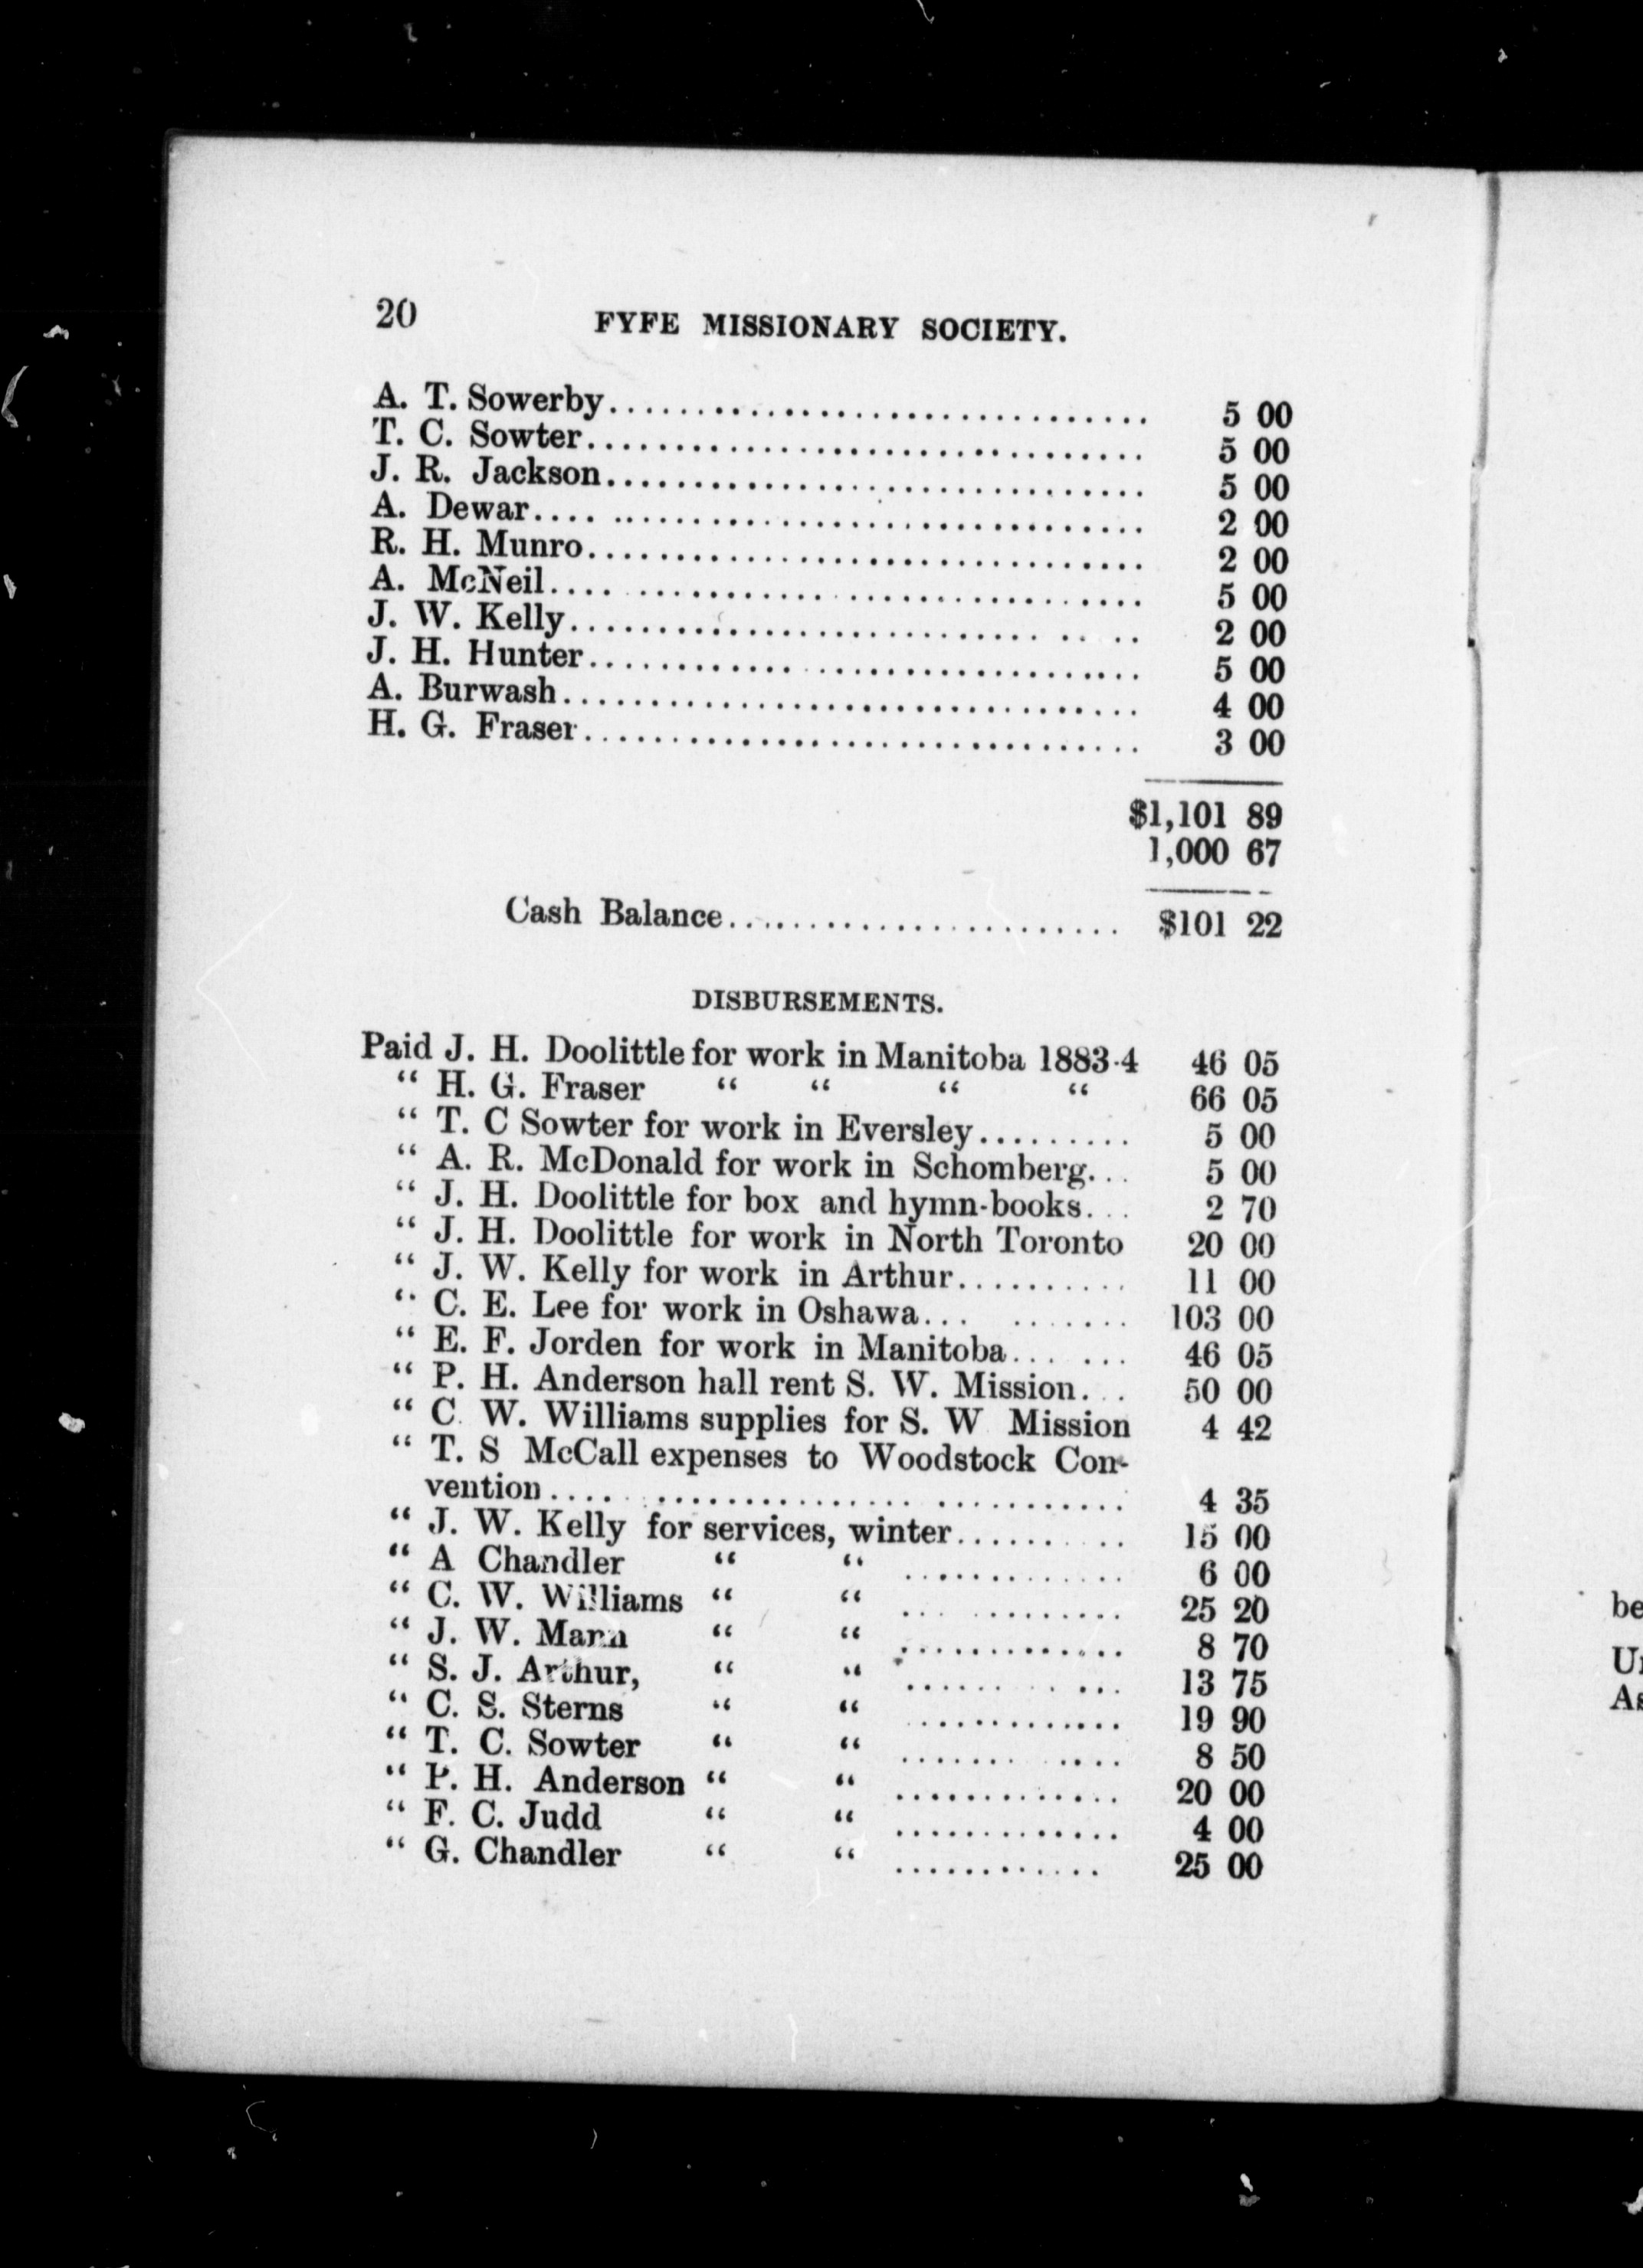 20 FYFE MISSIONARY SOCIETY.
A. T. Sowerby.................................. 5 00
T. C. Sowter.................................. 5 00
J. R. Jackson................................. 5 00
A. Dewar.................................... 2 00
R. H. Munro.................................. 2 00
A. McNeil.................................... 5 00
J. W. Kelly.................................. 2 00
J. H. Hunter................................. 5 00
A. Burwash................................... 4 00
H. G. Fraser................................. 3 00
$1,101 89
1,000 67
Cash Balance........................ $101 22
DISBURSEMENTS.
Paid J. H. Doolittle for work in Manitoba 1883-4 46 05
“ H. G. Fraser “ “ “ “ 66 05
“ T. C Sowter for work in Eversley......... 5 00
“ A. R. McDonald for work in Schomberg... 5 00
“ J. H. Doolittle for box and hymn-books... 2 70
“ J. H. Doolittle for work in North Toronto 20 00
“ J. W. Kelly for work in Arthur.......... 11 00
“ C. E. Lee for work in Oshawa... ....... 103 00
“ E. F. Jorden for work in Manitoba... ... 46 05
“ P. H. Anderson hall rent S. W. Mission... 50 00
“ C. W. Williams supplies for S. W Mission 4 42
“ T. S McCall expenses to Woodstock Con-
vention.................................. 4 35
“ J. W. Kelly for services, winter.......... 15 00
“ A Chandler “ “ ............. 6 00
“ C. W. Williams “ “ ............. 25 20
“ J. W. Mann “ “ ............. 8 70
“ S. J. Arthur, “ “ ............. 13 75
“ C. S. Sterns “ “ ............. 19 90
“ T. C. Sowter “ “ ............. 8 50
“ P. H. Anderson “ “ ............. 20 00
“ F. C. Judd “ “ ............. 4 00
“ G. Chandler “ “ ............ 25 00
be